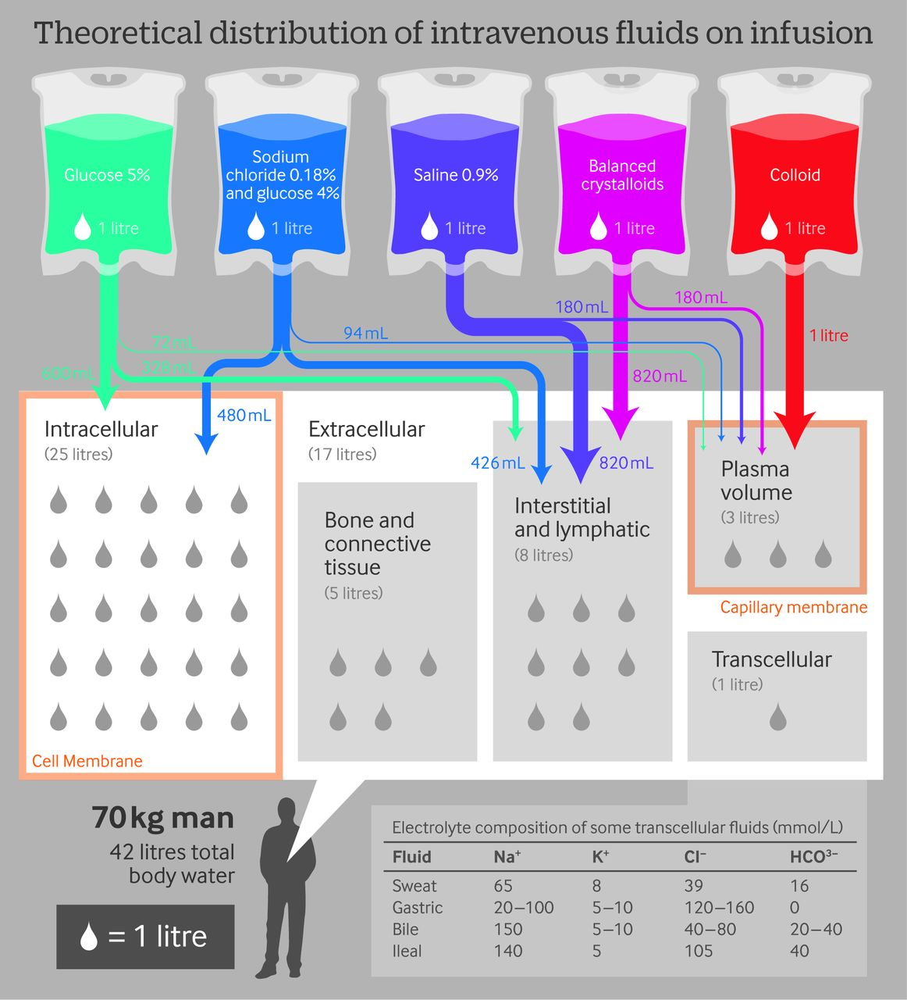 Theoretical distribution of intravenous fluids on infusion
Glucose 5%
1 litre
Sodium
chloride 0.18%
and glucose 4%
1 litre
Saline 0.9%
1 litre
Balanced
crystalloids
1 litre
Colloid
1 litre
180 mL
180 mL
94 mL
72 mL
328 mL
600 mL
1 litre
820 mL
480 mL
426 mL
820 mL
Intracellular
(25 litres)
Cell Membrane
Extracellular
(17 litres)
Bone and
connective
tissue
(5 litres)
Interstitial
and lymphatic
(8 litres)
Plasma
volume
(3 litres)
Capillary membrane
Transcellular
(1 litre)
70 kg man
42 litres total
body water
= 1 litre
Electrolyte composition of some transcellular fluids (mmol/L)
Fluid Na⁺ K⁺ Cl⁻ HCO³⁻
Sweat 65 8 39 16
Gastric 20–100 5–10 120–160 0
Bile 150 5–10 40–80 20–40
Ileal 140 5 105 40